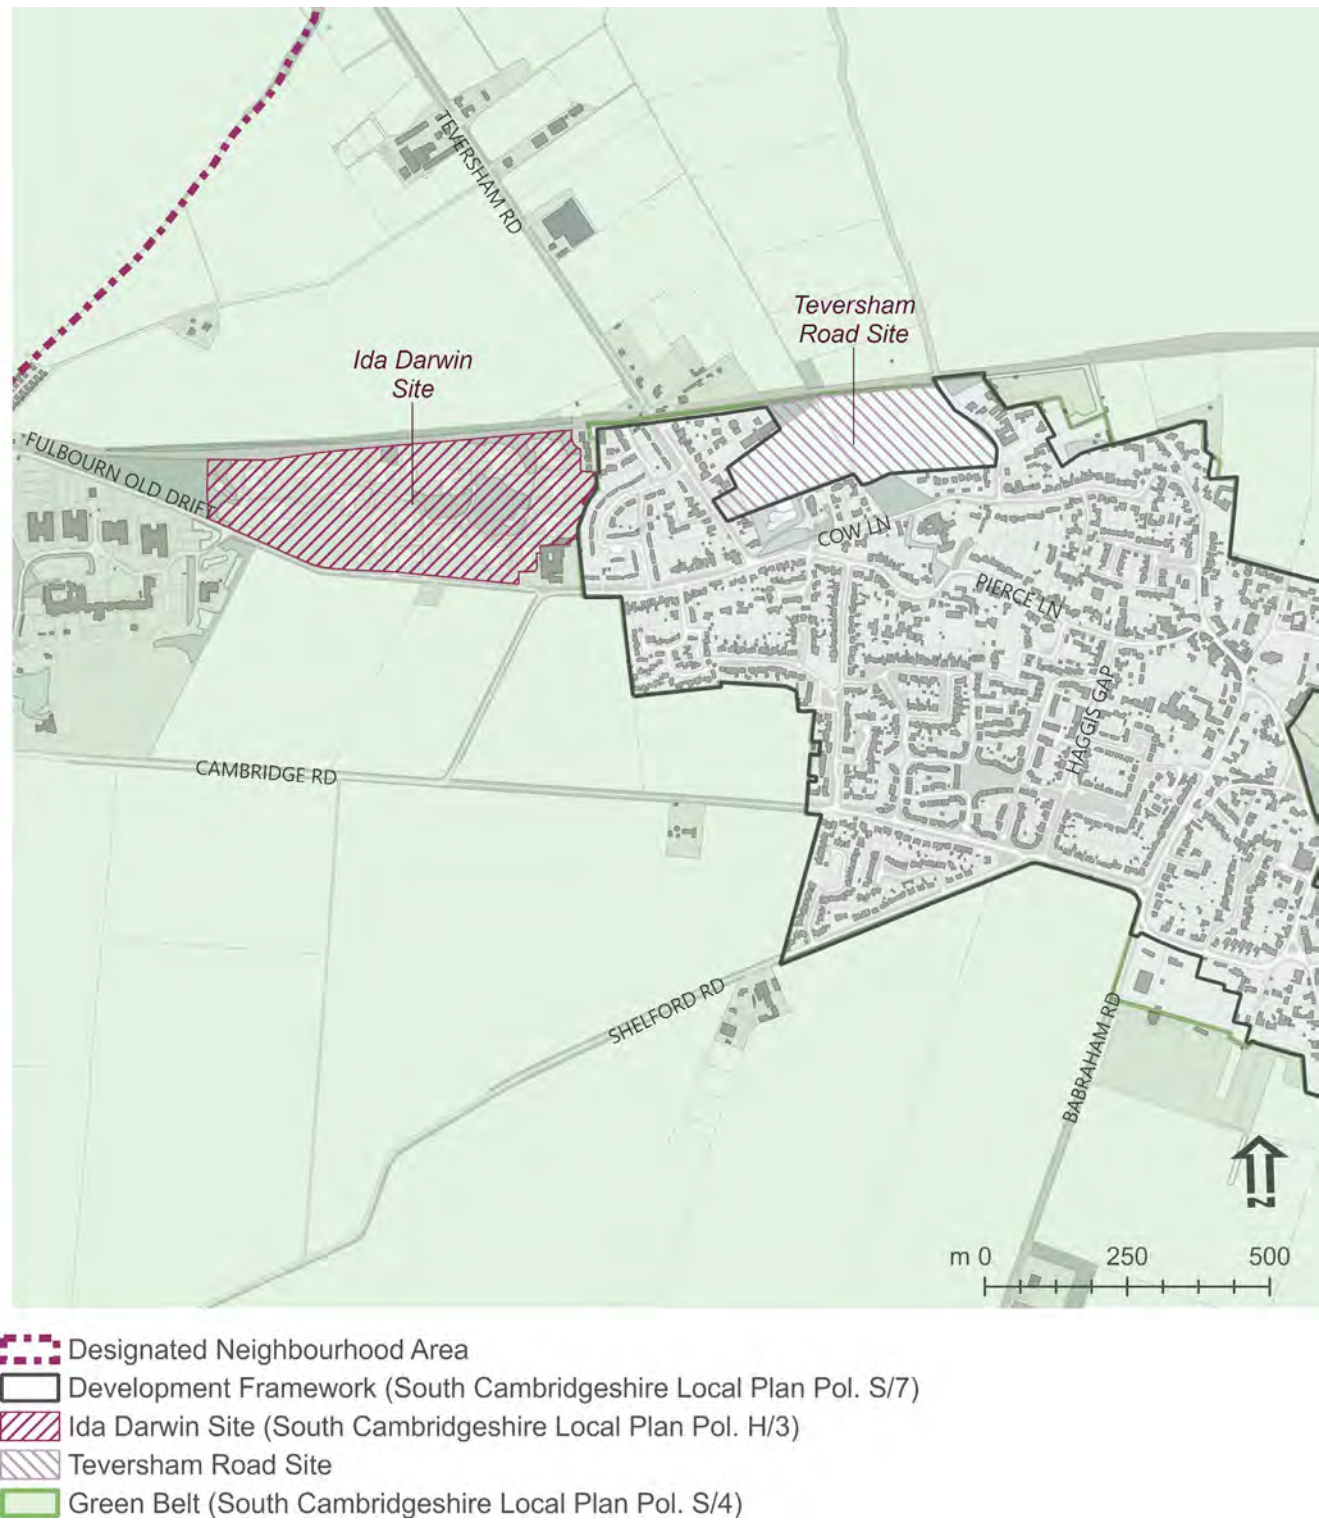 TEVERSHAM RD
Teversham
Road Site
Ida Darwin
Site
FULBOURN OLD DRIFT
COW LN
PIERCE LN
HAGGIS GAP
CAMBRIDGE RD
SHELFORD RD
BABRAHAM RD
N
m 0 250 500
Designated Neighbourhood Area
Development Framework (South Cambridgeshire Local Plan Pol. S/7)
Ida Darwin Site (South Cambridgeshire Local Plan Pol. H/3)
Teversham Road Site
Green Belt (South Cambridgeshire Local Plan Pol. S/4)